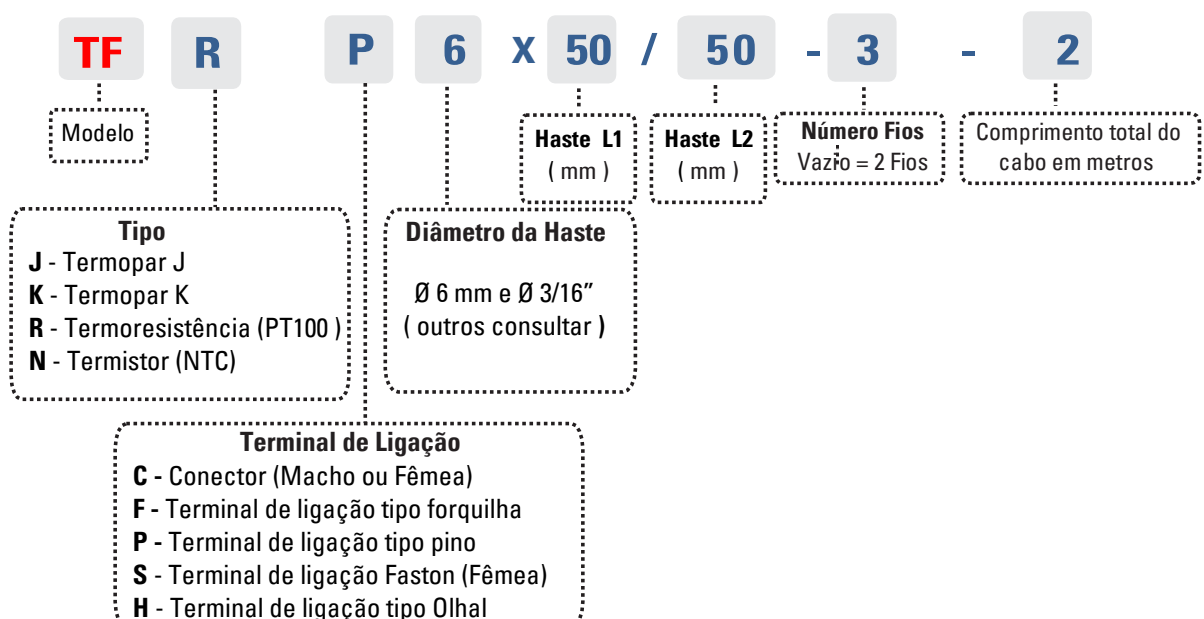 TF R P 6 X 50 / 50 - 3 - 2
Modelo
Haste L1
( mm )
Haste L2
( mm )
Número Fios
Vazio = 2 Fios
Comprimento total do
cabo em metros
Tipo
J - Termopar J
K - Termopar K
R - Termoresistência (PT100 )
N - Termistor (NTC)
Diâmetro da Haste
Ø 6 mm e Ø 3/16”
( outros consultar )
Terminal de Ligação
C - Conector (Macho ou Fêmea)
F - Terminal de ligação tipo forquilha
P - Terminal de ligação tipo pino
S - Terminal de ligação Faston (Fêmea)
H - Terminal de ligação tipo Olhal